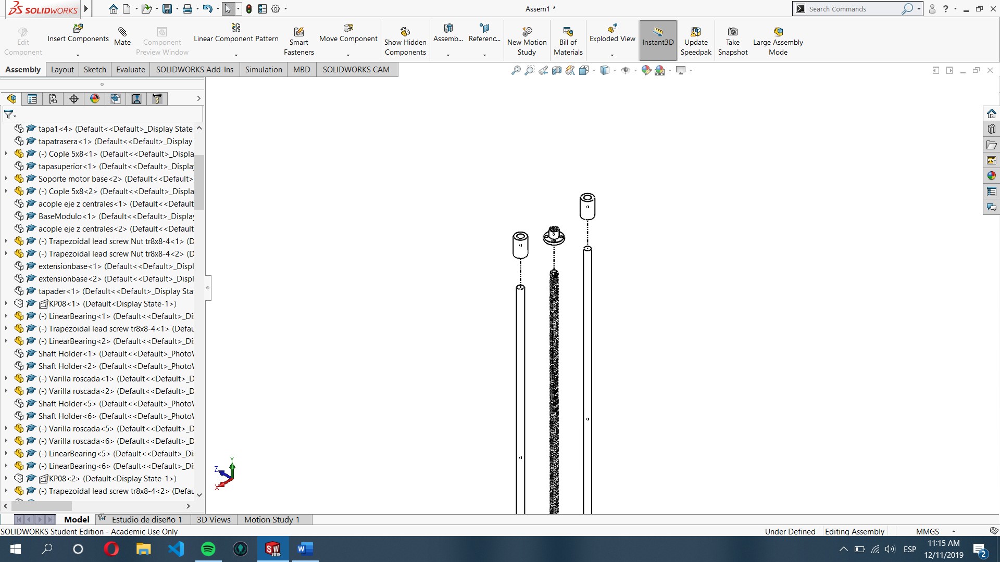 SOLIDWORKS
Assem1 *
Search Commands
Edit
Component
Insert Components
Mate
Component
Preview Window
Linear Component Pattern
Smart
Fasteners
Move Component
Show Hidden
Components
Assemb...
Referenc...
New Motion
Study
Bill of
Materials
Exploded View
Instant3D
Update
Speedpak
Take
Snapshot
Large Assembly
Mode
Assembly
Layout
Sketch
Evaluate
SOLIDWORKS Add-Ins
Simulation
MBD
SOLIDWORKS CAM
tapa1<4> (Default<<Default>_Display State
tapatrasera<1> (Default<<Default>_Display
(-) Cople 5x8<1> (Default<<Default>_Displa
tapasuperior<1> (Default<<Default>_Displa
Soporte motor base<2> (Default<<Default>
(-) Cople 5x8<2> (Default<<Default>_Displa
acople eje z centrales<1> (Default<<Default
BaseModulo<1> (Default<<Default>_Display
acople eje z centrales<2> (Default<<Default
(-) Trapezoidal lead screw Nut tr8x8-4<1> (D
(-) Trapezoidal lead screw Nut tr8x8-4<2> (D
extensionbase<1> (Default<<Default>_Displ
extensionbase<2> (Default<<Default>_Displ
tapader<1> (Default<<Default>_Display Sta
KP08<1> (Default<Display State-1>)
(-) LinearBearing<1> (Default<<Default>_Di
(-) Trapezoidal lead screw tr8x8-4<1> (Defau
(-) LinearBearing<2> (Default<<Default>_Di
Shaft Holder<1> (Default<<Default>_PhotoW
Shaft Holder<2> (Default<<Default>_PhotoW
(-) Varilla roscada<1> (Default<<Default>_D
(-) Varilla roscada<2> (Default<<Default>_D
Shaft Holder<5> (Default<<Default>_PhotoW
Shaft Holder<6> (Default<<Default>_PhotoW
(-) Varilla roscada<5> (Default<<Default>_D
(-) Varilla roscada<6> (Default<<Default>_D
(-) LinearBearing<5> (Default<<Default>_Di
(-) LinearBearing<6> (Default<<Default>_Di
KP08<2> (Default<Display State-1>)
(-) Trapezoidal lead screw tr8x8-4<2> (Defau
Y
Z
X
Model
Estudio de diseño 1
3D Views
Motion Study 1
SOLIDWORKS Student Edition - Academic Use Only
Under Defined
Editing Assembly
MMGS
SW
2019
W
ESP
11:15 AM
12/11/2019
2